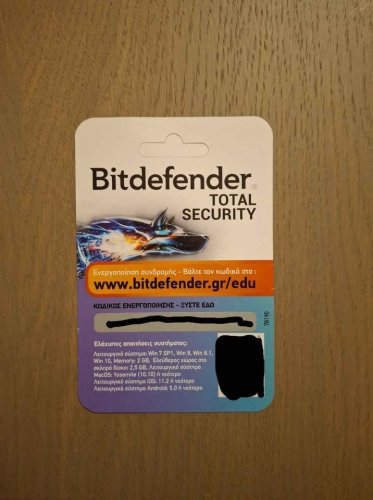 Bitdefender®
TOTAL
SECURITY
Ενεργοποίηση συνδρομής - Βάλτε τον κωδικό στο :
www.bitdefender.gr/edu
ΚΩΔΙΚΟΣ ΕΝΕΡΓΟΠΟΙΗΣΗΣ - ΞΥΣΤΕ ΕΔΩ
78195
Ελάχιστες απαιτήσεις συστήματος:
Λειτουργικό σύστημα: Win 7 SP1, Win 8, Win 8.1,
Win 10, Memory: 2 GB, Ελεύθερος χώρος στο
σκληρό δίσκο: 2,5 GB. Λειτουργικό σύστημα
MacOS: Yosemite (10.10) ή νεότερο
Λειτουργικό σύστημα iOS: 11.2 ή νεότερο
Λειτουργικό σύστημα Android: 5.0 ή νεότερο